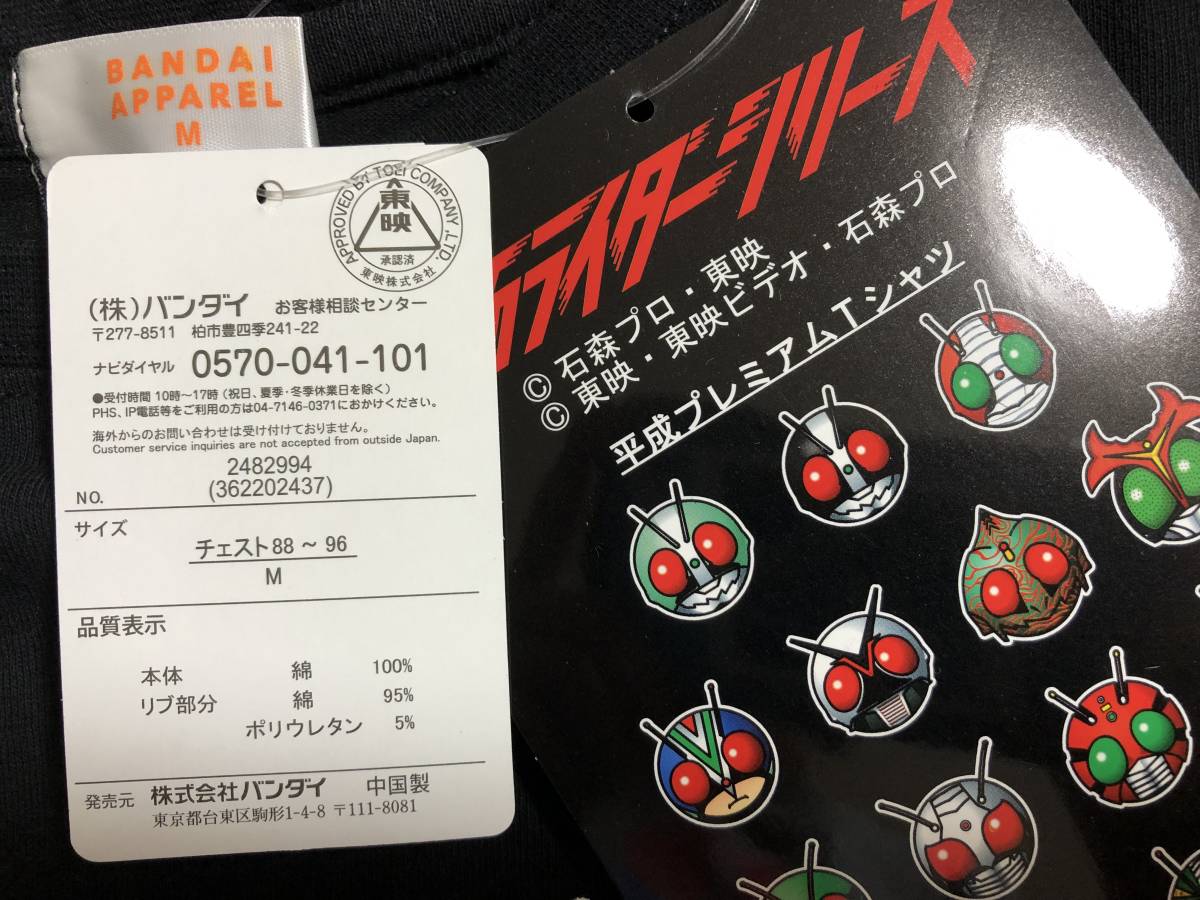 BANDAI
APPAREL
M
APPROVED BY TOEI COMPANY,LTD.
東映
承認済
東映株式会社
(株)バンダイ お客様相談センター
〒277-8511 柏市豊四季241-22
ナビダイヤル 0570-041-101
●受付時間 10時～17時 (祝日、夏季・冬季休業日を除く)
PHS、IP電話等をご利用の方は04-7146-0371におかけください。
海外からのお問い合わせは受け付けておりません。
Customer service inquiries are not accepted from outside Japan.
2482994
NO. (362202437)
サイズ
チェスト88～96
M
品質表示
本体 綿 100%
リブ部分 綿 95%
ポリウレタン 5%
発売元 株式会社バンダイ 中国製
東京都台東区駒形1-4-8 〒111-8081
ライダーシリーズ
© 石森プロ・東映
© 東映・東映ビデオ・石森プロ
平成プレミアムTシャツ